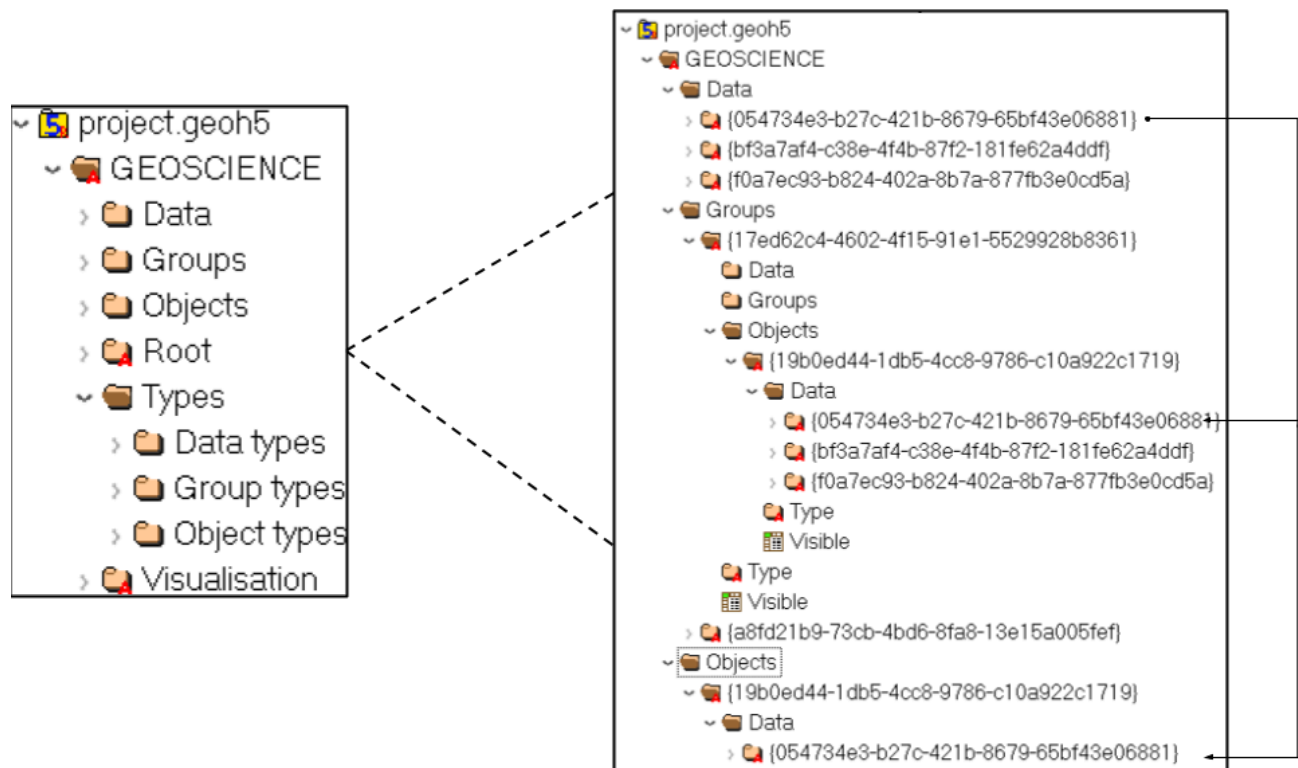 project.geoh5
GEOSCIENCE
Data
Groups
Objects
Root
Types
Data types
Group types
Object types
Visualisation
project.geoh5
GEOSCIENCE
Data
{054734e3-b27c-421b-8679-65bf43e06881}
{bf3a7af4-c38e-4f4b-87f2-181fe62a4ddf}
{f0a7ec93-b824-402a-8b7a-877fb3e0cd5a}
Groups
{17ed62c4-4602-4f15-91e1-5529928b8361}
Data
Groups
Objects
{19b0ed44-1db5-4cc8-9786-c10a922c1719}
Data
{054734e3-b27c-421b-8679-65bf43e06881}
{bf3a7af4-c38e-4f4b-87f2-181fe62a4ddf}
{f0a7ec93-b824-402a-8b7a-877fb3e0cd5a}
Type
Visible
Type
Visible
{a8fd21b9-73cb-4bd6-8fa8-13e15a005fef}
Objects
{19b0ed44-1db5-4cc8-9786-c10a922c1719}
Data
{054734e3-b27c-421b-8679-65bf43e06881}